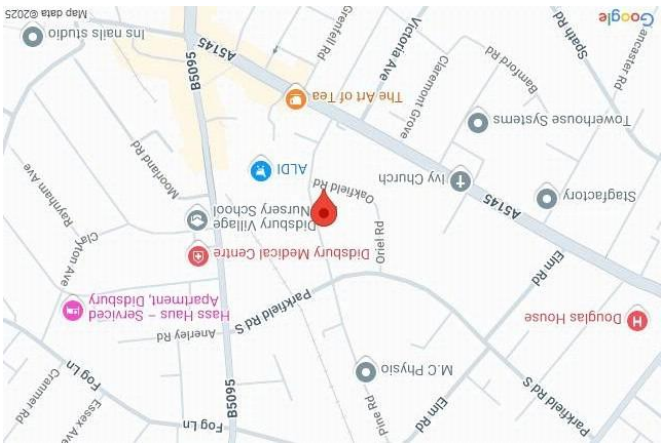 Pine Rd
Fog Ln
Essex Ave
Cranmer Rd
Elm Rd
B5095
Parkfield Rd S
M.C Physio
Fog Ln
Anerley Rd
Douglas House
Parkfield Rd S
Hass Haus – Serviced
Apartment, Didsbury
Elm Rd
Didsbury Medical Centre
Oriel Rd
Clayton Ave
Didsbury Village
Nursery School
A5145
Stagfactory
Oakfield Rd
Ivy Church
ALDI
Moorland Rd
Raynham Ave
Towerhouse Systems
The Art of Tea
Claremont Grove
Bamford Rd
ancaster Rd
Spath Rd
Victoria Ave
Grenfell Rd
A5145
B5095
Ins nails studio
Google
Map data ©2025